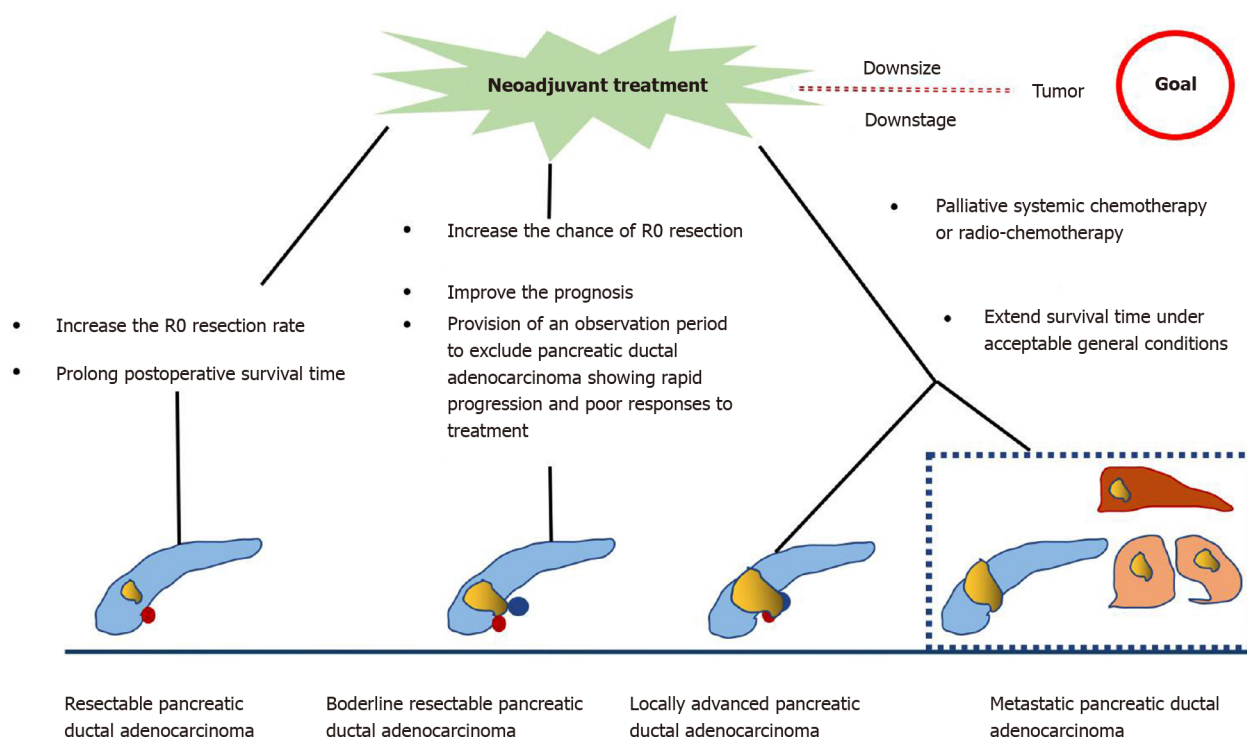 Neoadjuvant treatment
Downsize
Downstage
Tumor
Goal
• Increase the R0 resection rate
• Prolong postoperative survival time
• Increase the chance of R0 resection
• Improve the prognosis
• Provision of an observation period
to exclude pancreatic ductal
adenocarcinoma showing rapid
progression and poor responses to
treatment
• Palliative systemic chemotherapy
or radio-chemotherapy
• Extend survival time under
acceptable general conditions
Resectable pancreatic
ductal adenocarcinoma
Boderline resectable pancreatic
ductal adenocarcinoma
Locally advanced pancreatic
ductal adenocarcinoma
Metastatic pancreatic ductal
adenocarcinoma